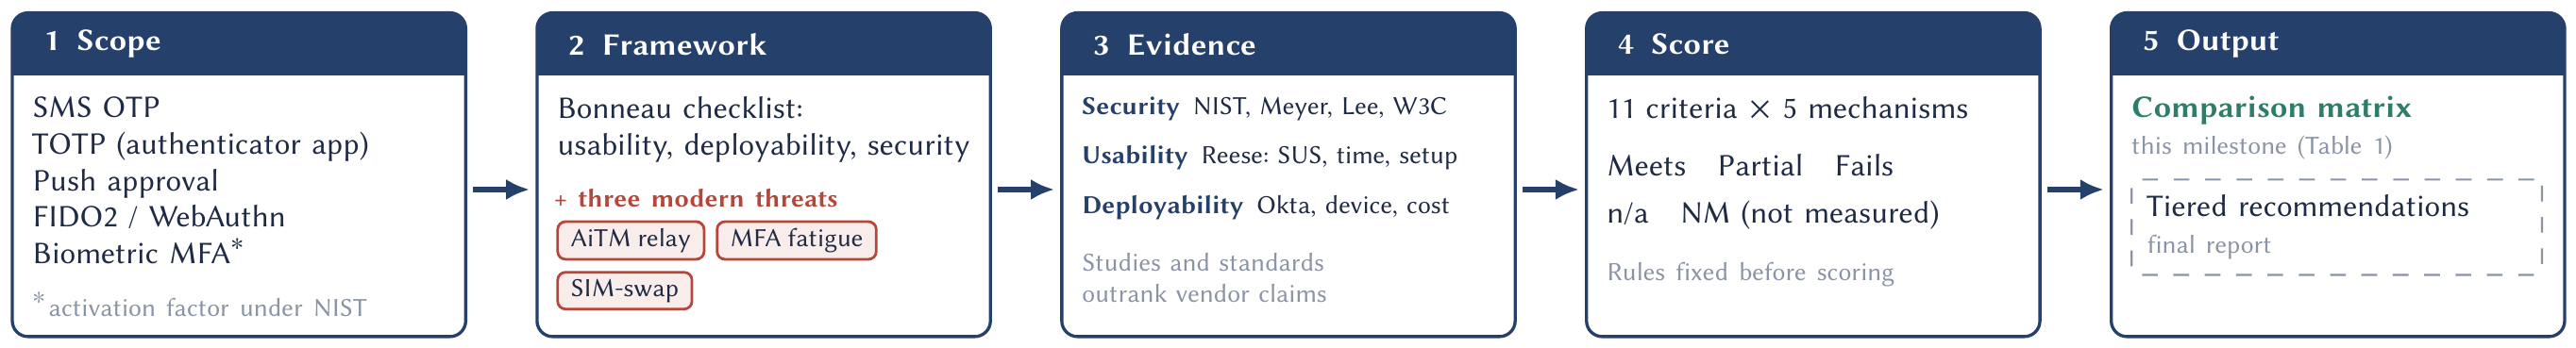 1 Scope
SMS OTP
TOTP (authenticator app)
Push approval
FIDO2 / WebAuthn
Biometric MFA*
*activation factor under NIST
2 Framework
Bonneau checklist:
usability, deployability, security
+ three modern threats
AiTM relay
MFA fatigue
SIM-swap
3 Evidence
Security NIST, Meyer, Lee, W3C
Usability Reese: SUS, time, setup
Deployability Okta, device, cost
Studies and standards
outrank vendor claims
4 Score
11 criteria × 5 mechanisms
Meets Partial Fails
n/a NM (not measured)
Rules fixed before scoring
5 Output
Comparison matrix
this milestone (Table 1)
Tiered recommendations
final report